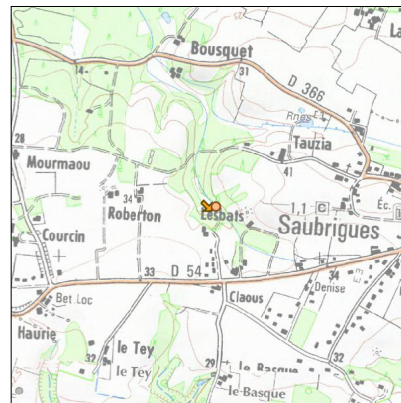 La
Bousquet
14
31
D 366
Rnes
Tauzia
28
Mourmaou
41
34
Roberton
Lesbats
1,1 C
Éc.
Saubrigues
Courcin
33
D 54
34
Denise
Bet Loc
Claous
Haurie
32
le Tey
le Tey
29
le Basque
32
le-Basque